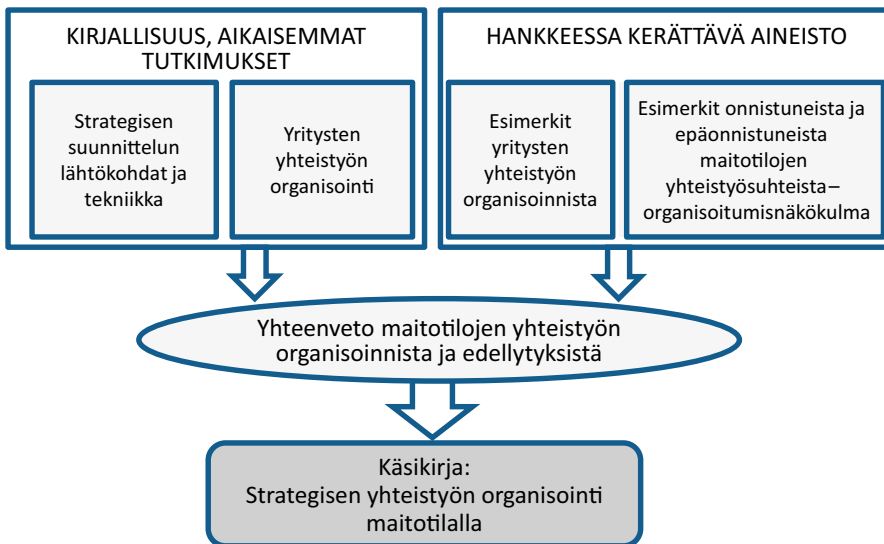 KIRJALLISUUS, AIKAISEMMAT
TUTKIMUKSET
Strategisen
suunnittelun
lähtökohdat ja
tekniikka
Yritysten
yhteistyön
organisointi
HANKKEESSA KERÄTTÄVÄ AINEISTO
Esimerkit
yritysten
yhteistyön
organisoinnista
Esimerkit onnistuneista ja
epäonnistuneista
maitotilojen
yhteistyösuhteista–
organisoitumisnäkökulma
Yhteenveto maitotilojen yhteistyön
organisoinnista ja edellytyksistä
Käsikirja:
Strategisen yhteistyön organisointi
maitotilalla